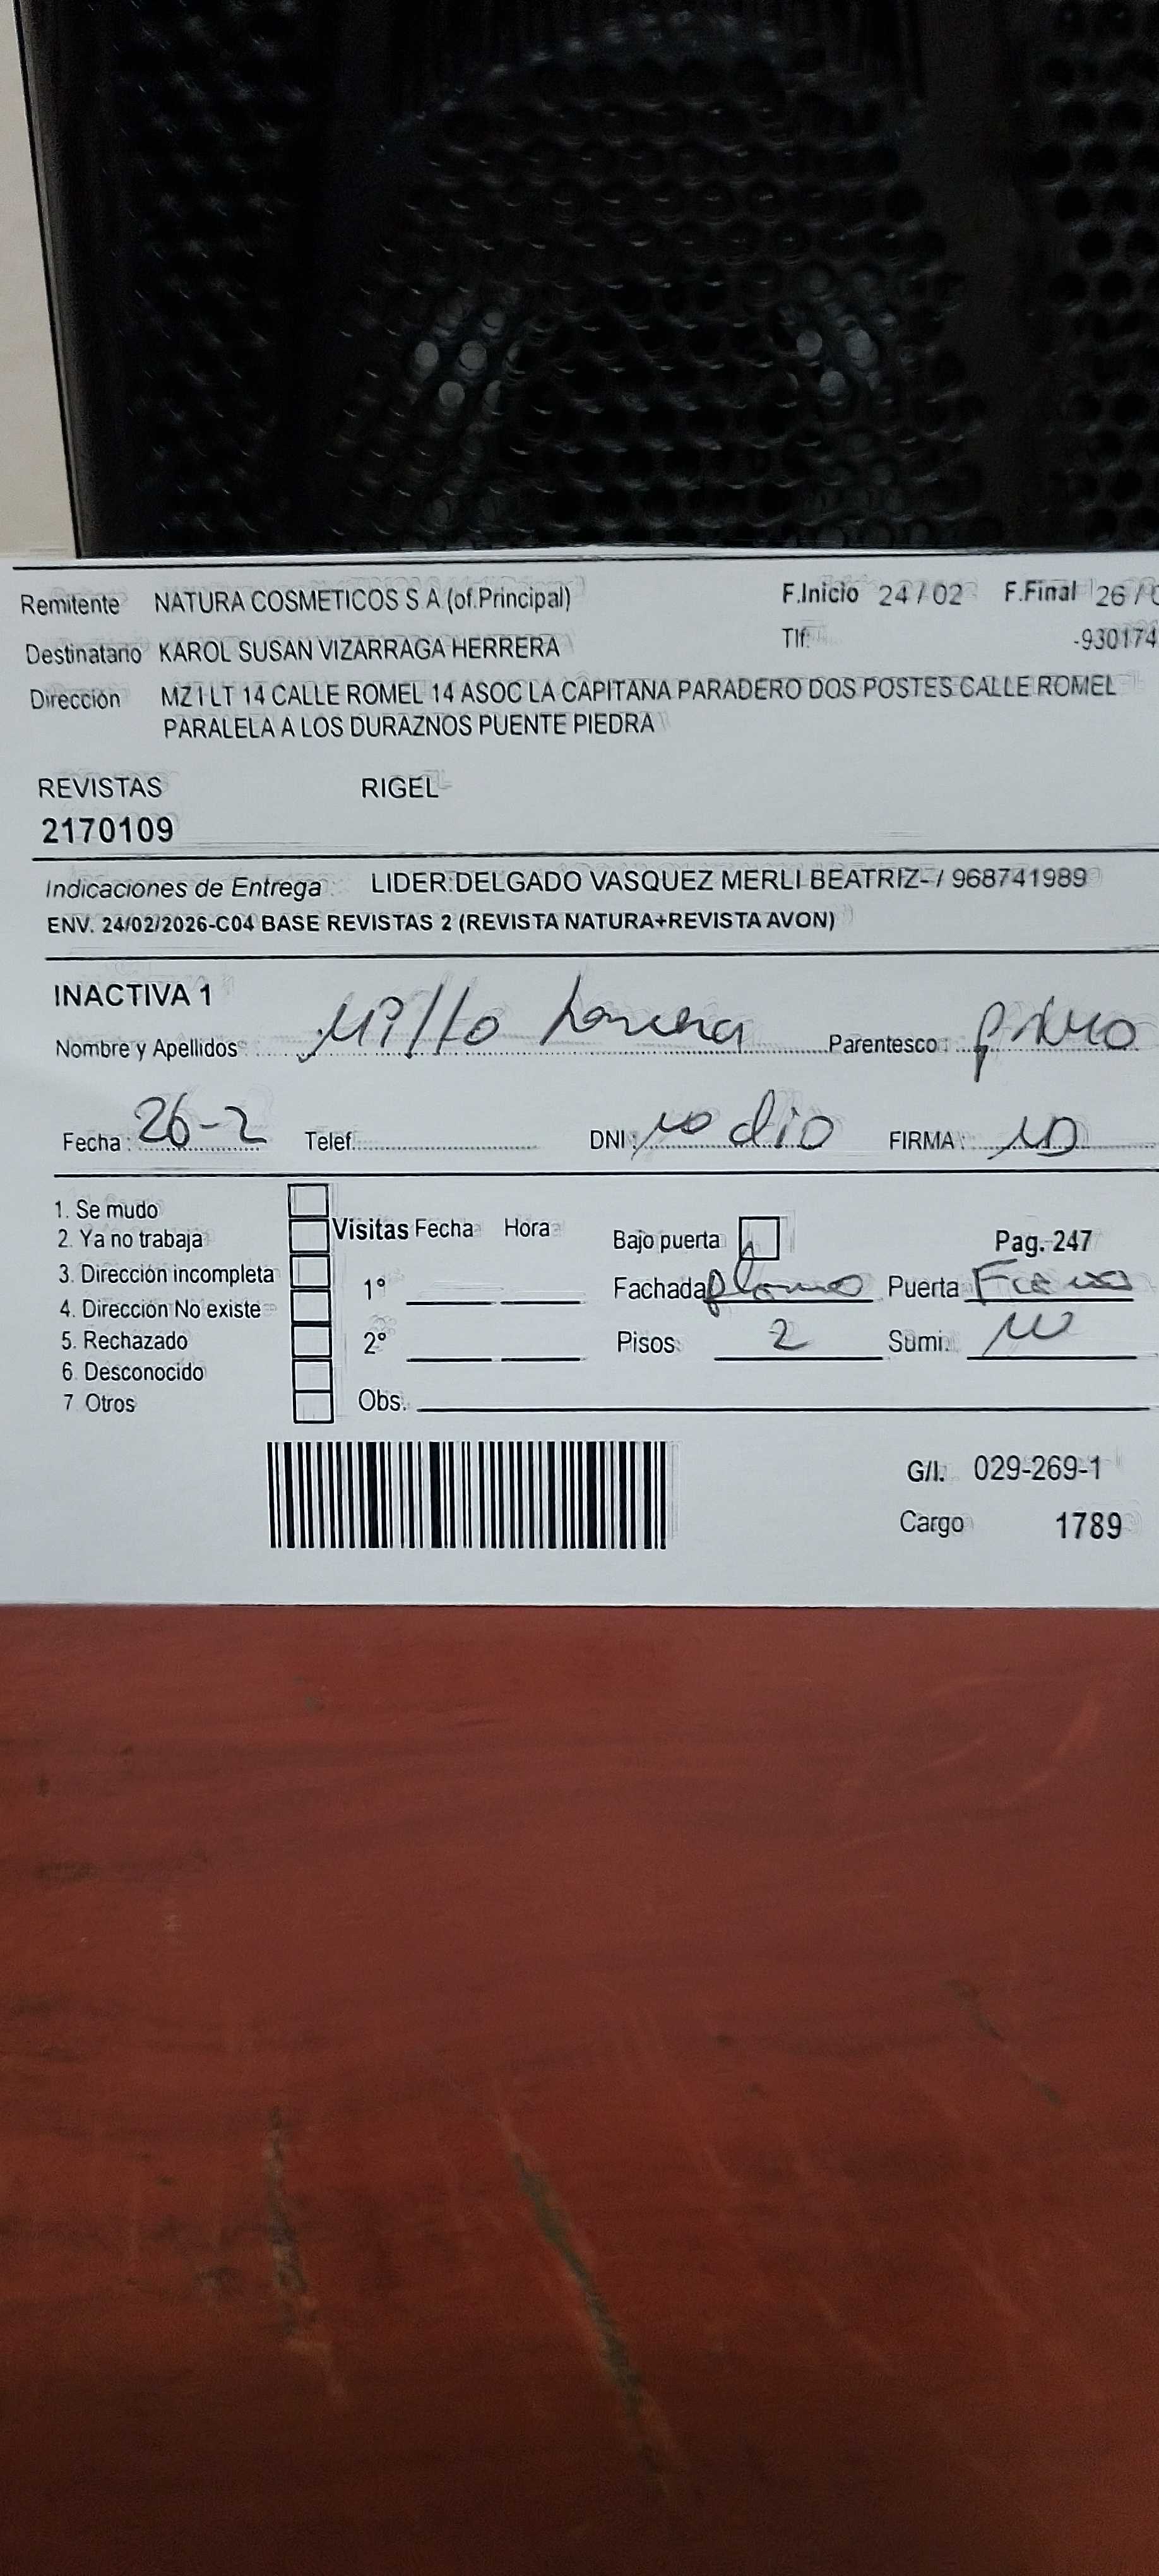 Remitente NATURA COSMETICOS S A (of.Principal) F.Inicio 24/02 F.Final 26/0
Destinatario KAROL SUSAN VIZARRAGA HERRERA Tlf: -930174
Dirección MZ I LT 14 CALLE ROMEL 14 ASOC LA CAPITANA PARADERO DOS POSTES CALLE ROMEL
PARALELA A LOS DURAZNOS PUENTE PIEDRA
REVISTAS RIGEL
2170109
Indicaciones de Entrega: LIDER:DELGADO VASQUEZ MERLI BEATRIZ- / 968741989
ENV. 24/02/2026-C04 BASE REVISTAS 2 (REVISTA NATURA+REVISTA AVON)
INACTIVA 1
Nombre y Apellidos Parentesco: primo
Fecha: 26-2 Telef. DNI: no dio FIRMA:
1. Se mudo
2. Ya no trabaja Visitas Fecha Hora Bajo puerta Pag. 247
3. Dirección incompleta 1° Fachada plomo Puerta
4. Dirección No existe
5. Rechazado 2° Pisos 2 Sumi.
6. Desconocido
7 Otros Obs.
G/I. 029-269-1
Cargo 1789